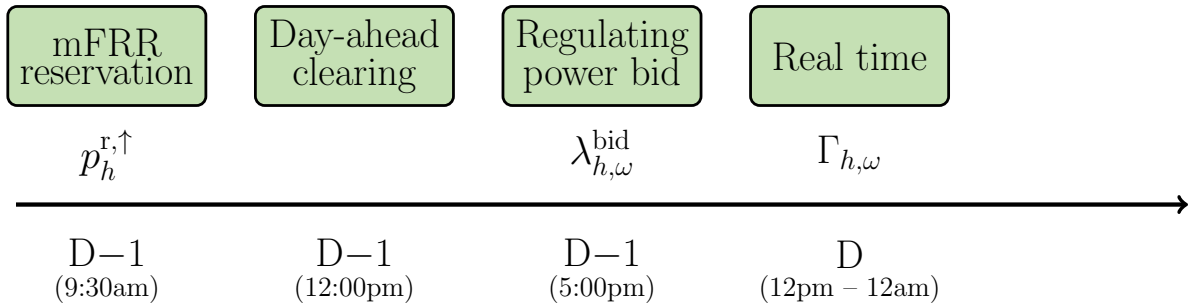 mFRR
reservation
Day-ahead
clearing
Regulating
power bid
Real time
p_h^{r,↑}
λ_{h,ω}^{bid}
Γ_{h,ω}
D−1
(9:30am)
D−1
(12:00pm)
D−1
(5:00pm)
D
(12pm – 12am)